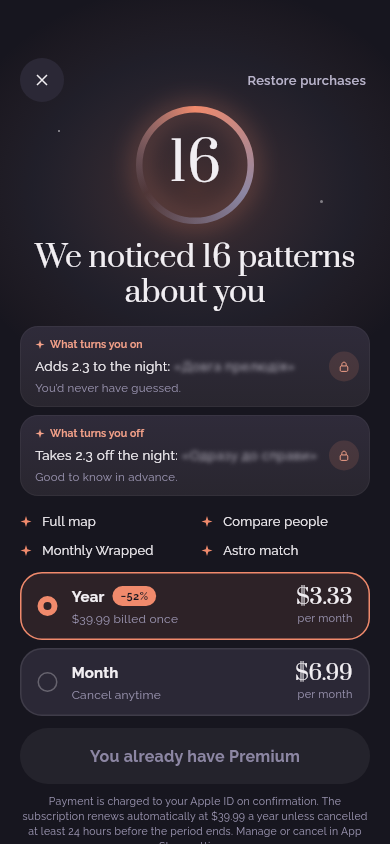 Restore purchases
16
We noticed 16 patterns
about you
What turns you on
Adds 2.3 to the night: «Довга прелюдія»
You'd never have guessed.
What turns you off
Takes 2.3 off the night: «Одразу до справи»
Good to know in advance.
Full map
Compare people
Monthly Wrapped
Astro match
Year −52% $3.33
$39.99 billed once per month
Month $6.99
Cancel anytime per month
You already have Premium
Payment is charged to your Apple ID on confirmation. The
subscription renews automatically at $39.99 a year unless cancelled
at least 24 hours before the period ends. Manage or cancel in App